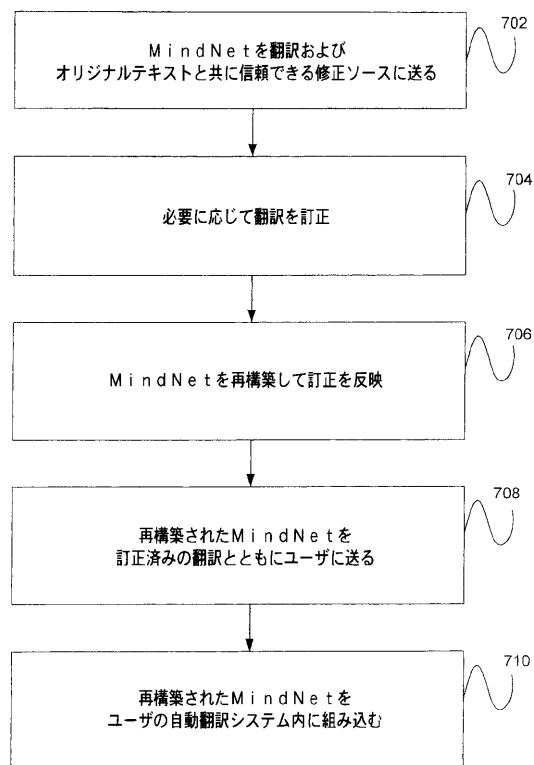 702
ＭｉｎｄＮｅｔを翻訳および
オリジナルテキストと共に信頼できる修正ソースに送る
704
必要に応じて翻訳を訂正
706
ＭｉｎｄＮｅｔを再構築して訂正を反映
708
再構築されたＭｉｎｄＮｅｔを
訂正済みの翻訳とともにユーザに送る
710
再構築されたＭｉｎｄＮｅｔを
ユーザの自動翻訳システム内に組み込む